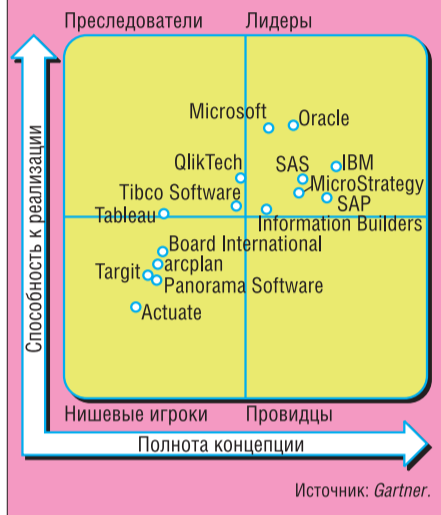 Преследователи Лидеры
Microsoft Oracle
QlikTech SAS IBM
MicroStrategy
Tibco Software SAP
Tableau Information Builders
Board International
Targit arcplan
Panorama Software
Actuate
Способность к реализации
Нишевые игроки Провидцы
Полнота концепции
Источник: Gartner.